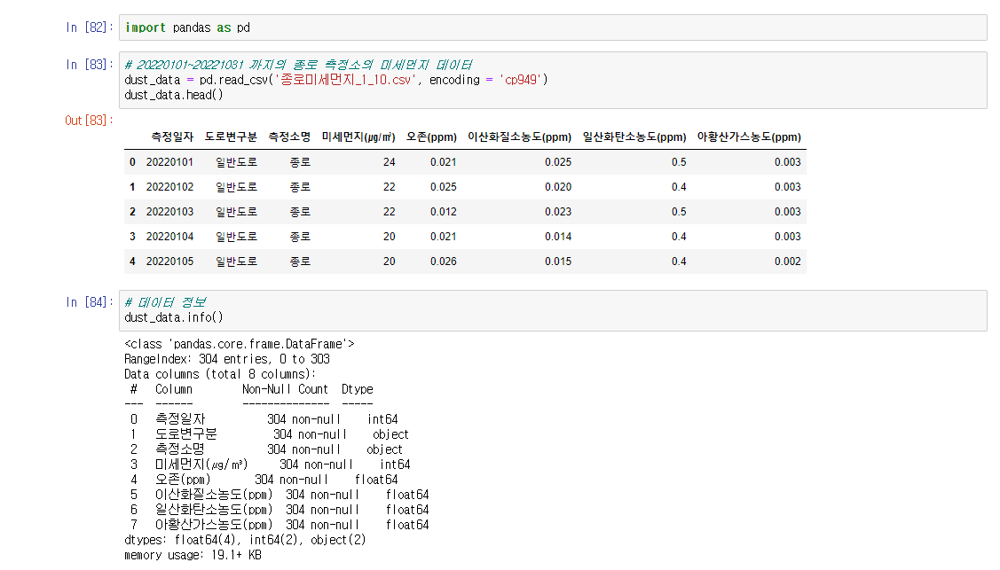 In [82]: import pandas as pd
In [83]: # 20220101~20221031 까지의 종로 측정소의 미세먼지 데이터
dust_data = pd.read_csv('종로미세먼지_1_10.csv', encoding = 'cp949')
dust_data.head()
Out[83]:
측정일자 도로변구분 측정소명 미세먼지(㎍/㎥) 오존(ppm) 이산화질소농도(ppm) 일산화탄소농도(ppm) 아황산가스농도(ppm)
0 20220101 일반도로 종로 24 0.021 0.025 0.5 0.003
1 20220102 일반도로 종로 22 0.025 0.020 0.4 0.003
2 20220103 일반도로 종로 22 0.012 0.023 0.5 0.003
3 20220104 일반도로 종로 20 0.021 0.014 0.4 0.003
4 20220105 일반도로 종로 20 0.026 0.015 0.4 0.002
In [84]: # 데이터 정보
dust_data.info()
<class 'pandas.core.frame.DataFrame'>
RangeIndex: 304 entries, 0 to 303
Data columns (total 8 columns):
# Column Non-Null Count Dtype
--- ------ -------------- -----
0 측정일자 304 non-null int64
1 도로변구분 304 non-null object
2 측정소명 304 non-null object
3 미세먼지(㎍/㎥) 304 non-null int64
4 오존(ppm) 304 non-null float64
5 이산화질소농도(ppm) 304 non-null float64
6 일산화탄소농도(ppm) 304 non-null float64
7 아황산가스농도(ppm) 304 non-null float64
dtypes: float64(4), int64(2), object(2)
memory usage: 19.1+ KB